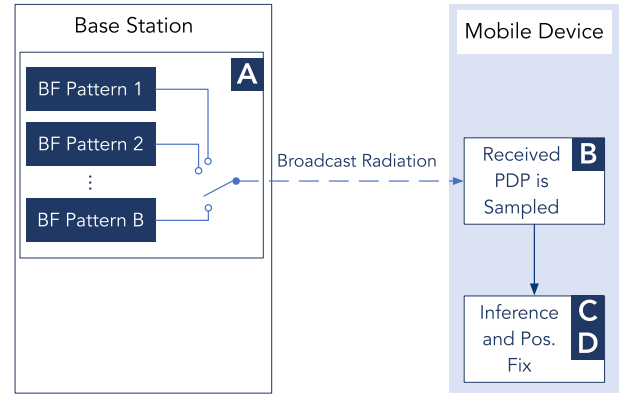 Base Station
A
BF Pattern 1
BF Pattern 2
⋮
BF Pattern B
Broadcast Radiation
Mobile Device
Received
PDP is
Sampled
B
Inference
and Pos.
Fix
C
D